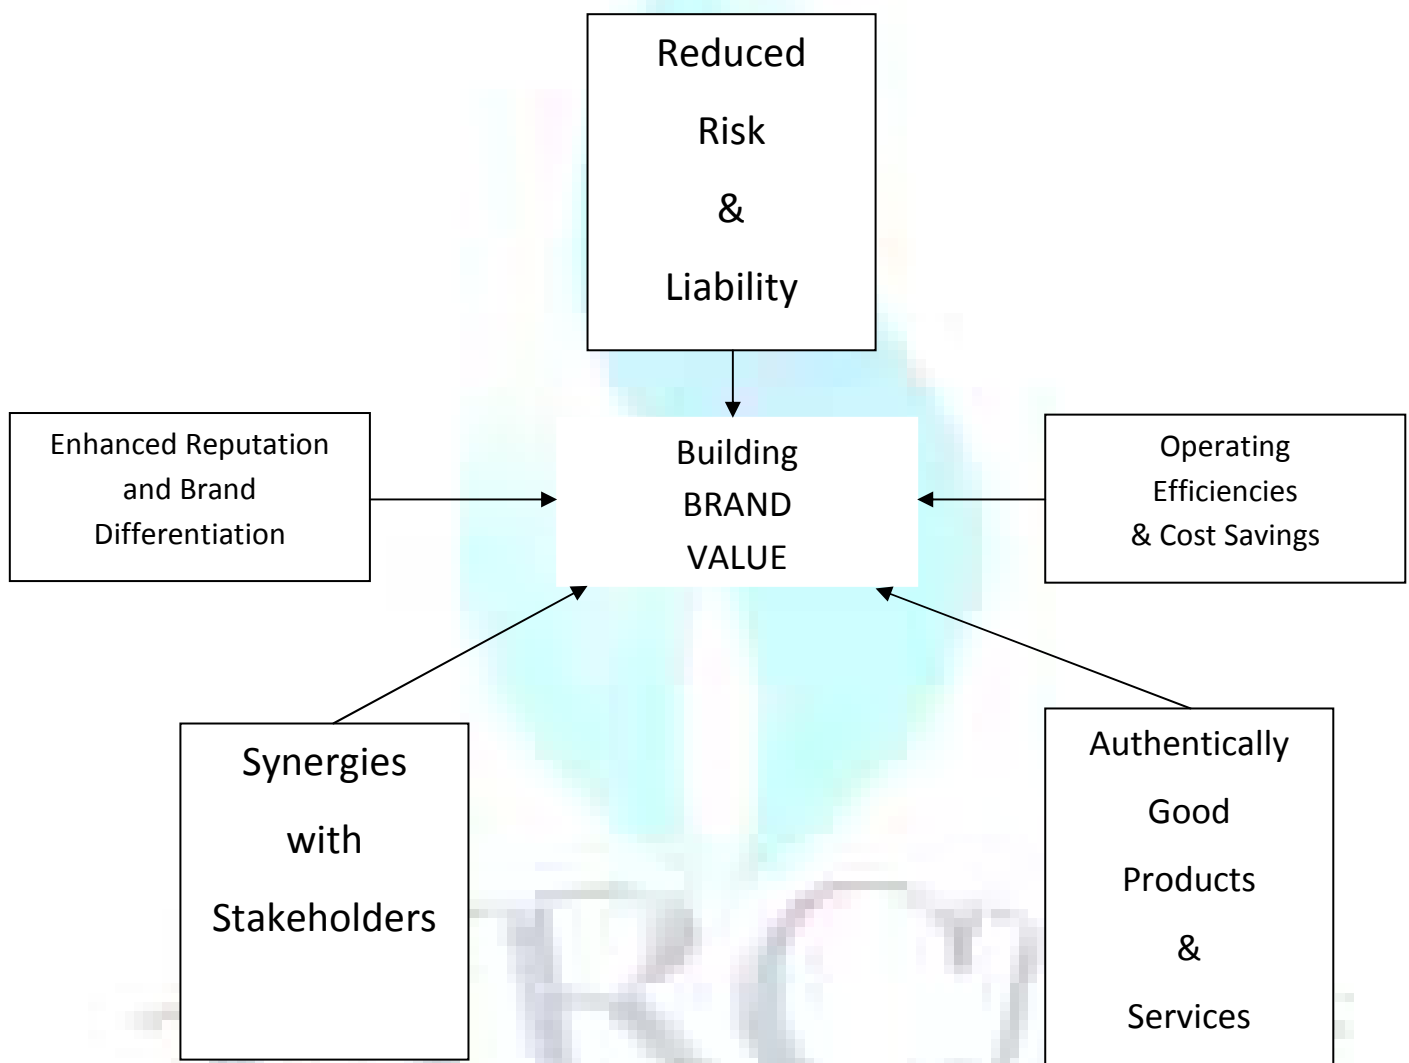 Reduced
Risk
&
Liability
Enhanced Reputation
and Brand
Differentiation
Building
BRAND
VALUE
Operating
Efficiencies
& Cost Savings
Synergies
with
Stakeholders
Authentically
Good
Products
&
Services